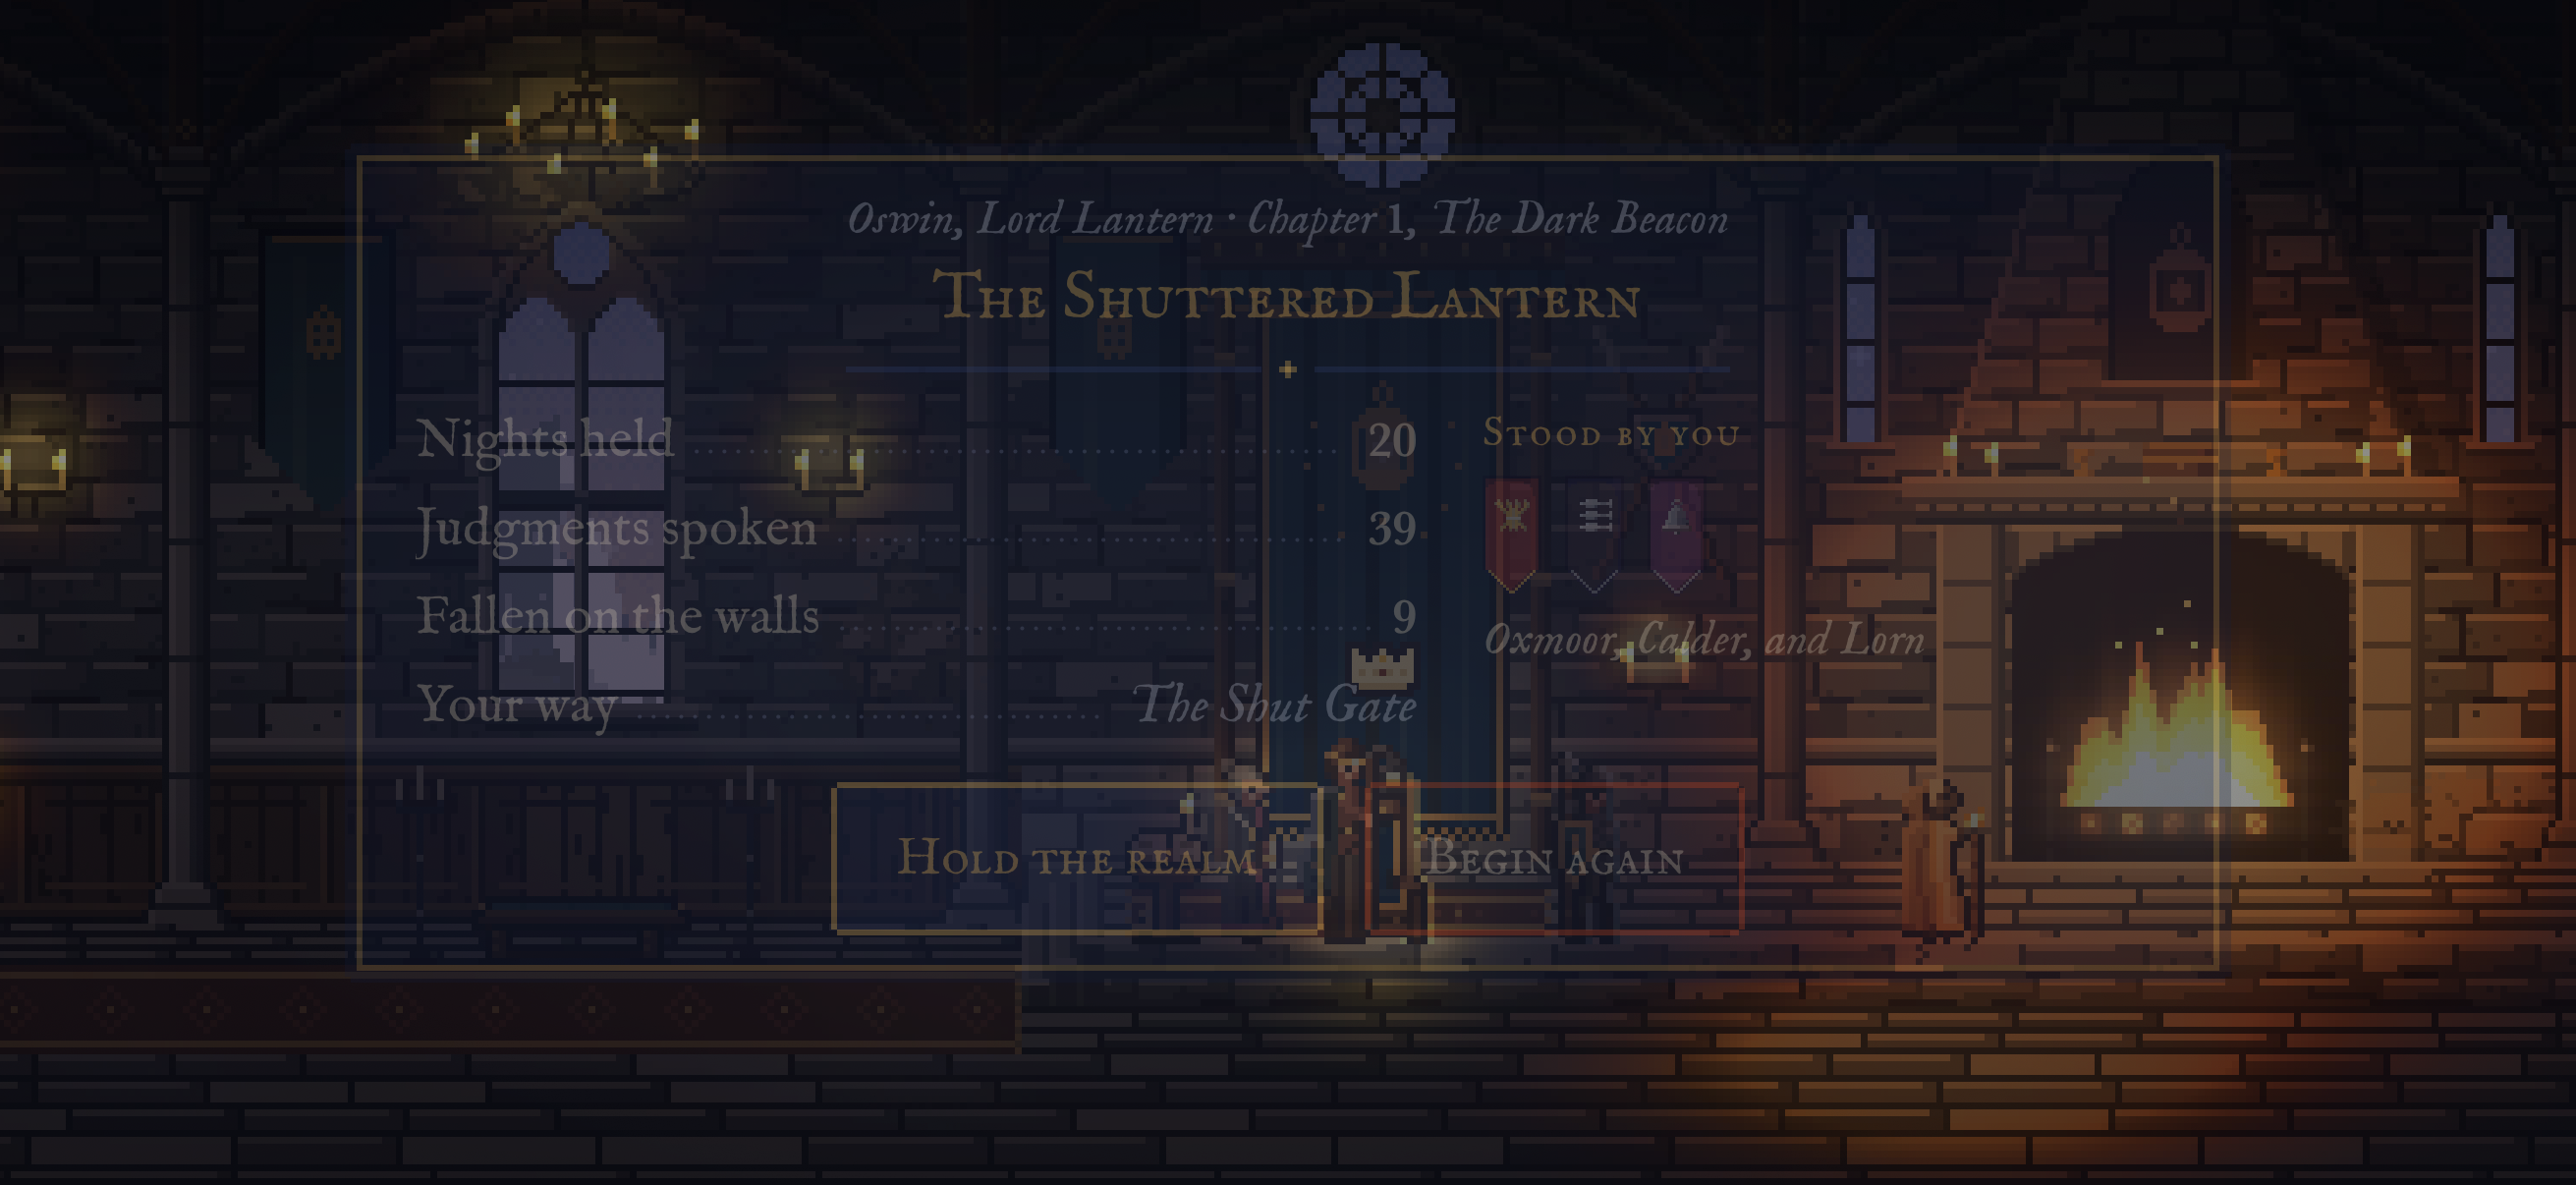 Oswin, Lord Lantern · Chapter 1, The Dark Beacon
The Shuttered Lantern
Nights held 20
Judgments spoken 39
Fallen on the walls 9
Your way The Shut Gate
Stood by you
Oxmoor, Calder, and Lorn
Hold the realm
Begin again